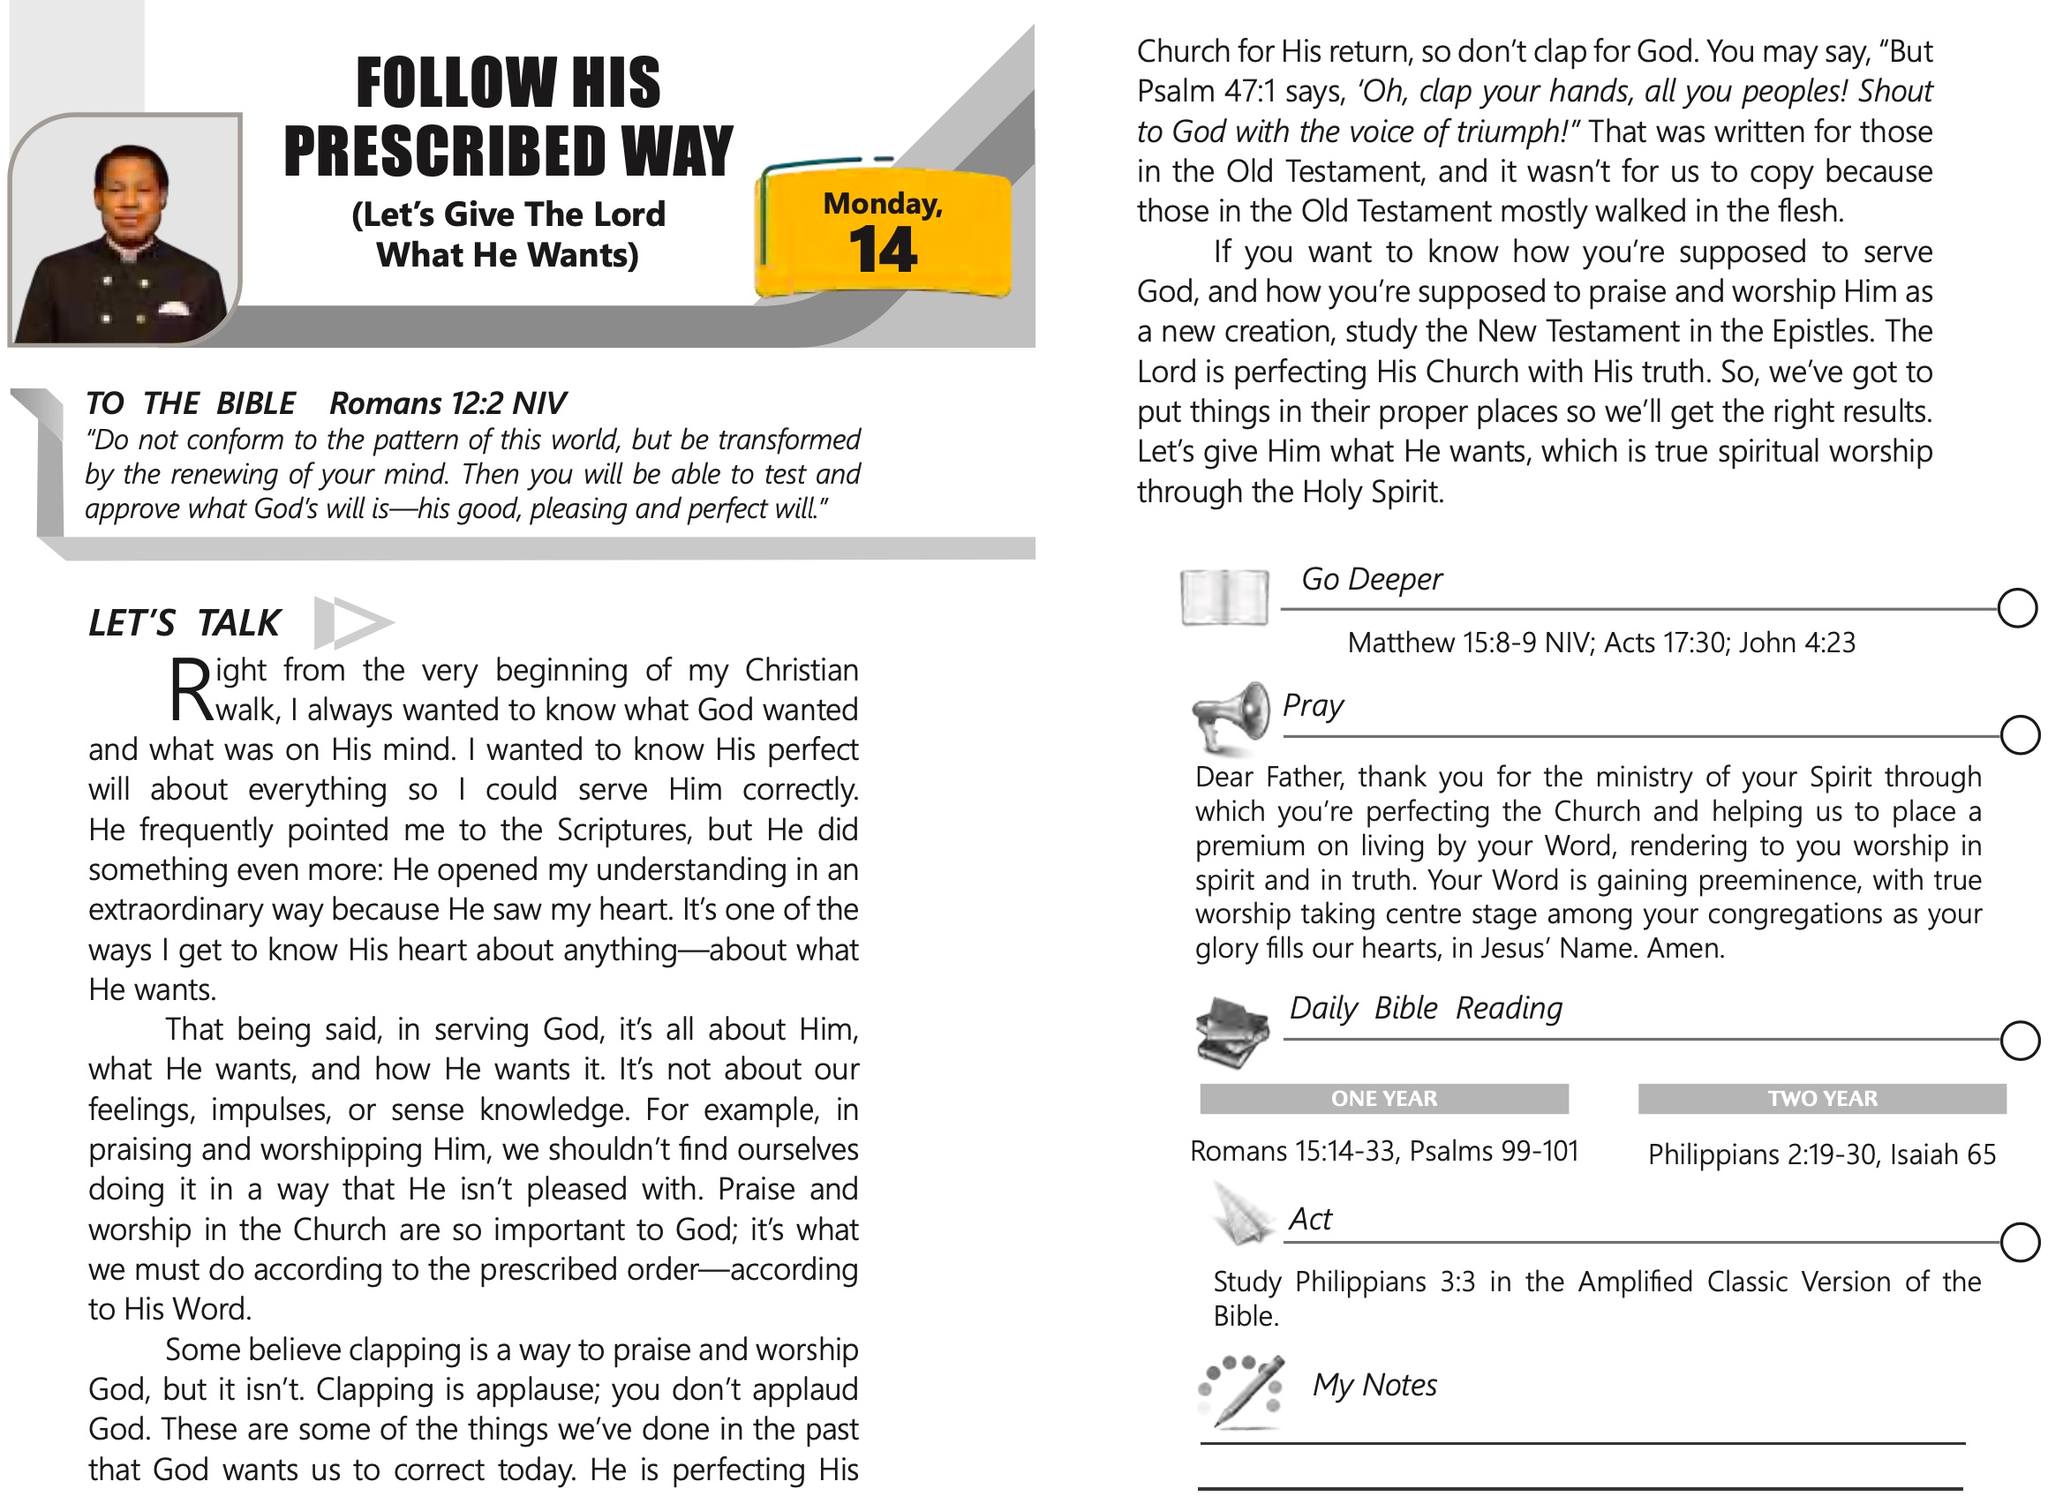 FOLLOW HIS
PRESCRIBED WAY
(Let's Give The Lord
What He Wants)
Monday,
14
TO THE BIBLE Romans 12:2 NIV
“Do not conform to the pattern of this world, but be transformed
by the renewing of your mind. Then you will be able to test and
approve what God’s will is—his good, pleasing and perfect will.”
LET’S TALK
Right from the very beginning of my Christian
walk, I always wanted to know what God wanted
and what was on His mind. I wanted to know His perfect
will about everything so I could serve Him correctly.
He frequently pointed me to the Scriptures, but He did
something even more: He opened my understanding in an
extraordinary way because He saw my heart. It’s one of the
ways I get to know His heart about anything—about what
He wants.
That being said, in serving God, it’s all about Him,
what He wants, and how He wants it. It’s not about our
feelings, impulses, or sense knowledge. For example, in
praising and worshipping Him, we shouldn’t find ourselves
doing it in a way that He isn’t pleased with. Praise and
worship in the Church are so important to God; it’s what
we must do according to the prescribed order—according
to His Word.
Some believe clapping is a way to praise and worship
God, but it isn’t. Clapping is applause; you don’t applaud
God. These are some of the things we’ve done in the past
that God wants us to correct today. He is perfecting His
Church for His return, so don’t clap for God. You may say, “But
Psalm 47:1 says, ‘Oh, clap your hands, all you peoples! Shout
to God with the voice of triumph!” That was written for those
in the Old Testament, and it wasn’t for us to copy because
those in the Old Testament mostly walked in the flesh.
If you want to know how you’re supposed to serve
God, and how you’re supposed to praise and worship Him as
a new creation, study the New Testament in the Epistles. The
Lord is perfecting His Church with His truth. So, we’ve got to
put things in their proper places so we’ll get the right results.
Let’s give Him what He wants, which is true spiritual worship
through the Holy Spirit.
Go Deeper
Matthew 15:8-9 NIV; Acts 17:30; John 4:23
Pray
Dear Father, thank you for the ministry of your Spirit through
which you’re perfecting the Church and helping us to place a
premium on living by your Word, rendering to you worship in
spirit and in truth. Your Word is gaining preeminence, with true
worship taking centre stage among your congregations as your
glory fills our hearts, in Jesus’ Name. Amen.
Daily Bible Reading
ONE YEAR
TWO YEAR
Romans 15:14-33, Psalms 99-101
Philippians 2:19-30, Isaiah 65
Act
Study Philippians 3:3 in the Amplified Classic Version of the
Bible.
My Notes